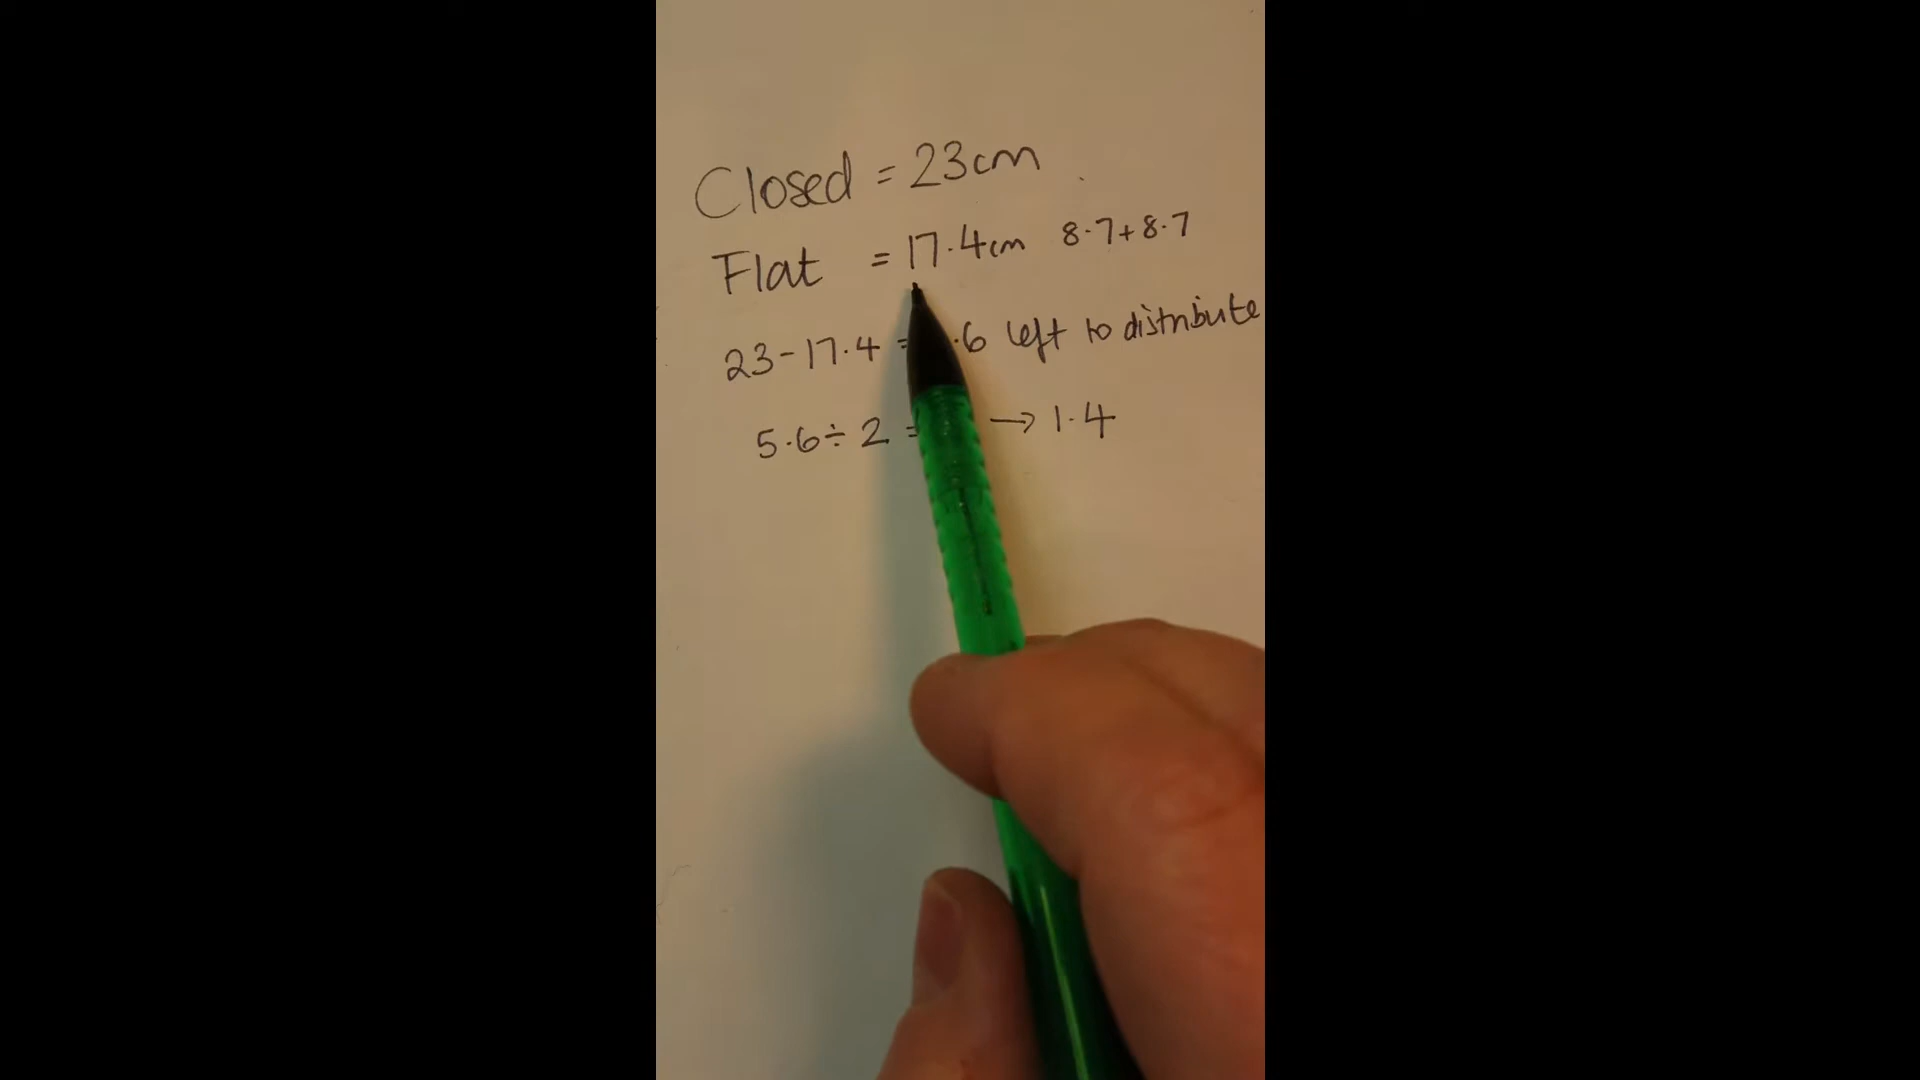 Closed = 23cm
Flat = 17.4cm 8.7+8.7
23-17.4 = .6 left to distribute
5.6÷2 = → 1.4